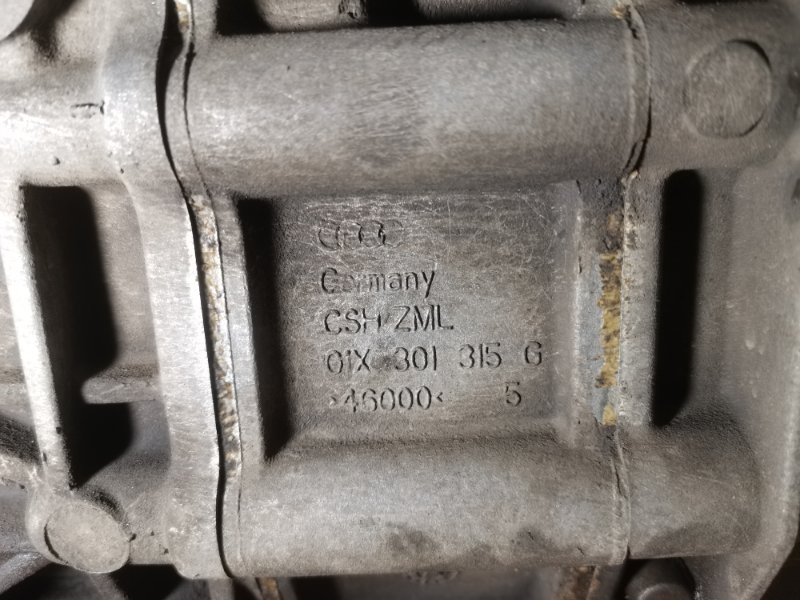 Germany
CSH ZML
01X 301 315 G
>46000< 5